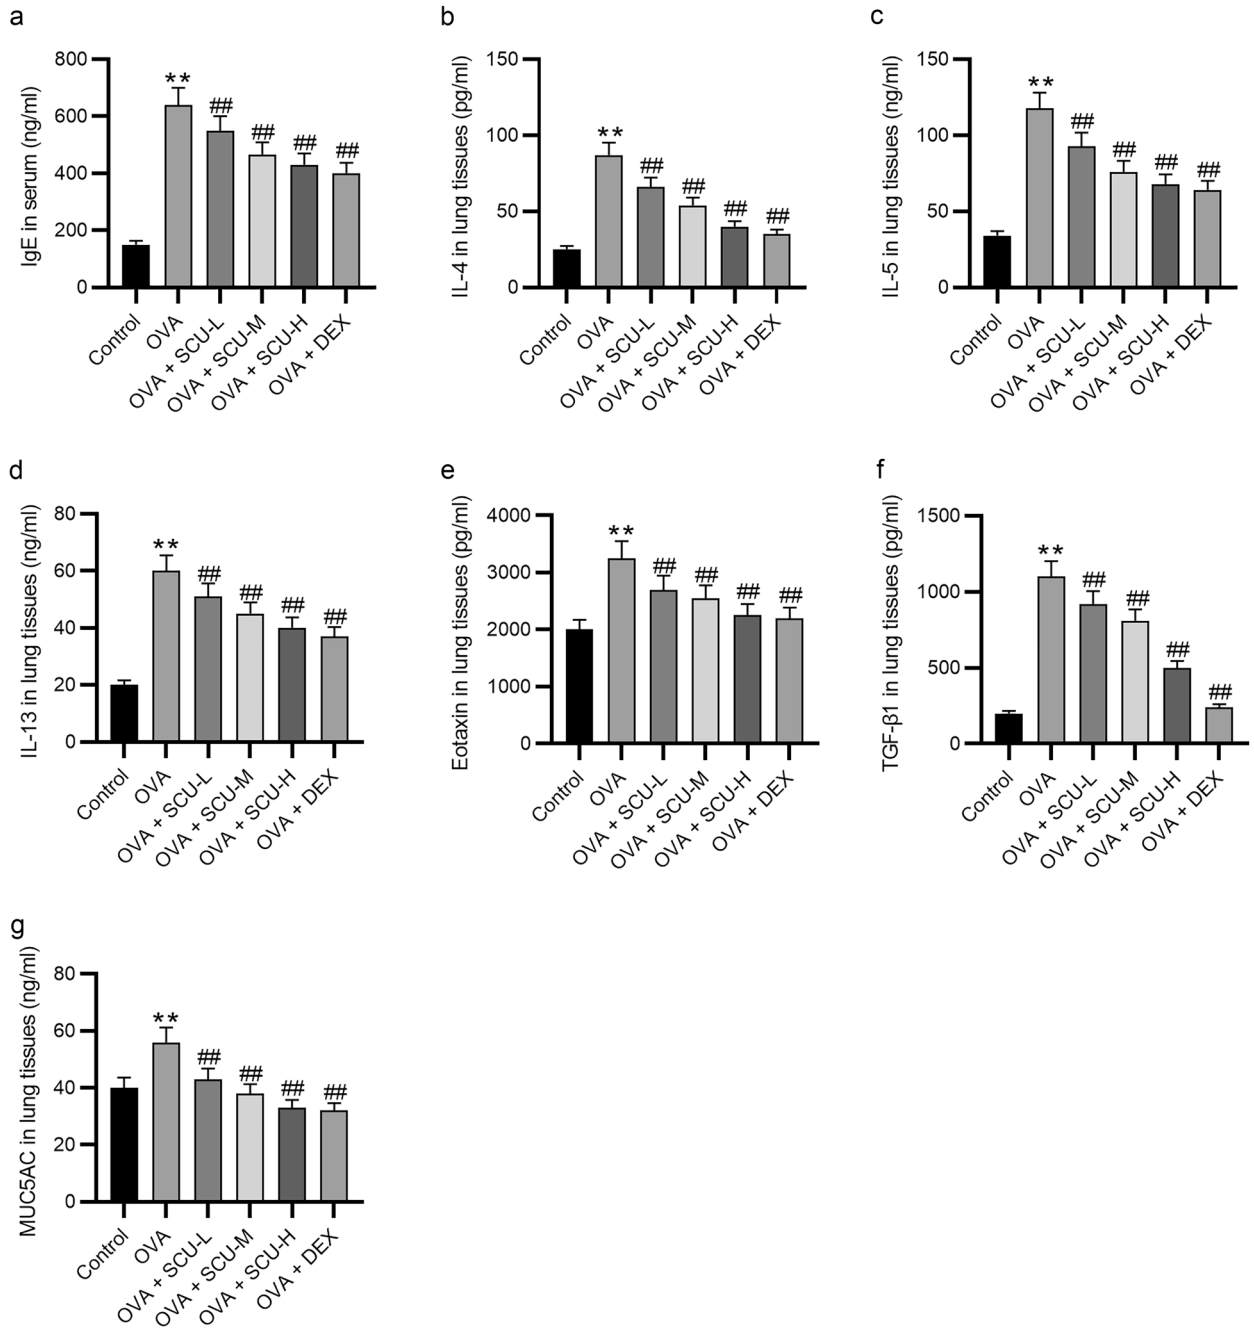 a
IgE in serum (ng/ml)
800
600
400
200
0
**
##
##
##
##
Control
OVA
OVA + SCU-L
OVA + SCU-M
OVA + SCU-H
OVA + DEX
b
IL-4 in lung tissues (pg/ml)
150
100
50
0
**
##
##
##
##
Control
OVA
OVA + SCU-L
OVA + SCU-M
OVA + SCU-H
OVA + DEX
c
IL-5 in lung tissues (ng/ml)
150
100
50
0
**
##
##
##
##
Control
OVA
OVA + SCU-L
OVA + SCU-M
OVA + SCU-H
OVA + DEX
d
IL-13 in lung tissues (ng/ml)
80
60
40
20
0
**
##
##
##
##
Control
OVA
OVA + SCU-L
OVA + SCU-M
OVA + SCU-H
OVA + DEX
e
Eotaxin in lung tissues (pg/ml)
4000
3000
2000
1000
0
**
##
##
##
##
Control
OVA
OVA + SCU-L
OVA + SCU-M
OVA + SCU-H
OVA + DEX
f
TGF-β1 in lung tissues (pg/ml)
1500
1000
500
0
**
##
##
##
##
Control
OVA
OVA + SCU-L
OVA + SCU-M
OVA + SCU-H
OVA + DEX
g
MUC5AC in lung tissues (ng/ml)
80
60
40
20
0
**
##
##
##
##
Control
OVA
OVA + SCU-L
OVA + SCU-M
OVA + SCU-H
OVA + DEX